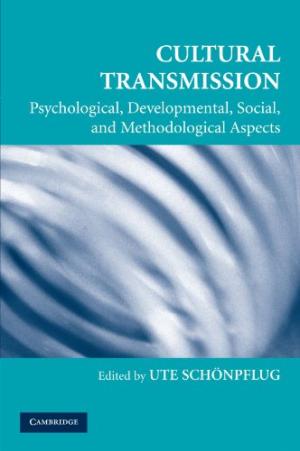 CULTURAL
TRANSMISSION
Psychological, Developmental, Social,
and Methodological Aspects
Edited by UTE SCHÖNPFLUG
CAMBRIDGE